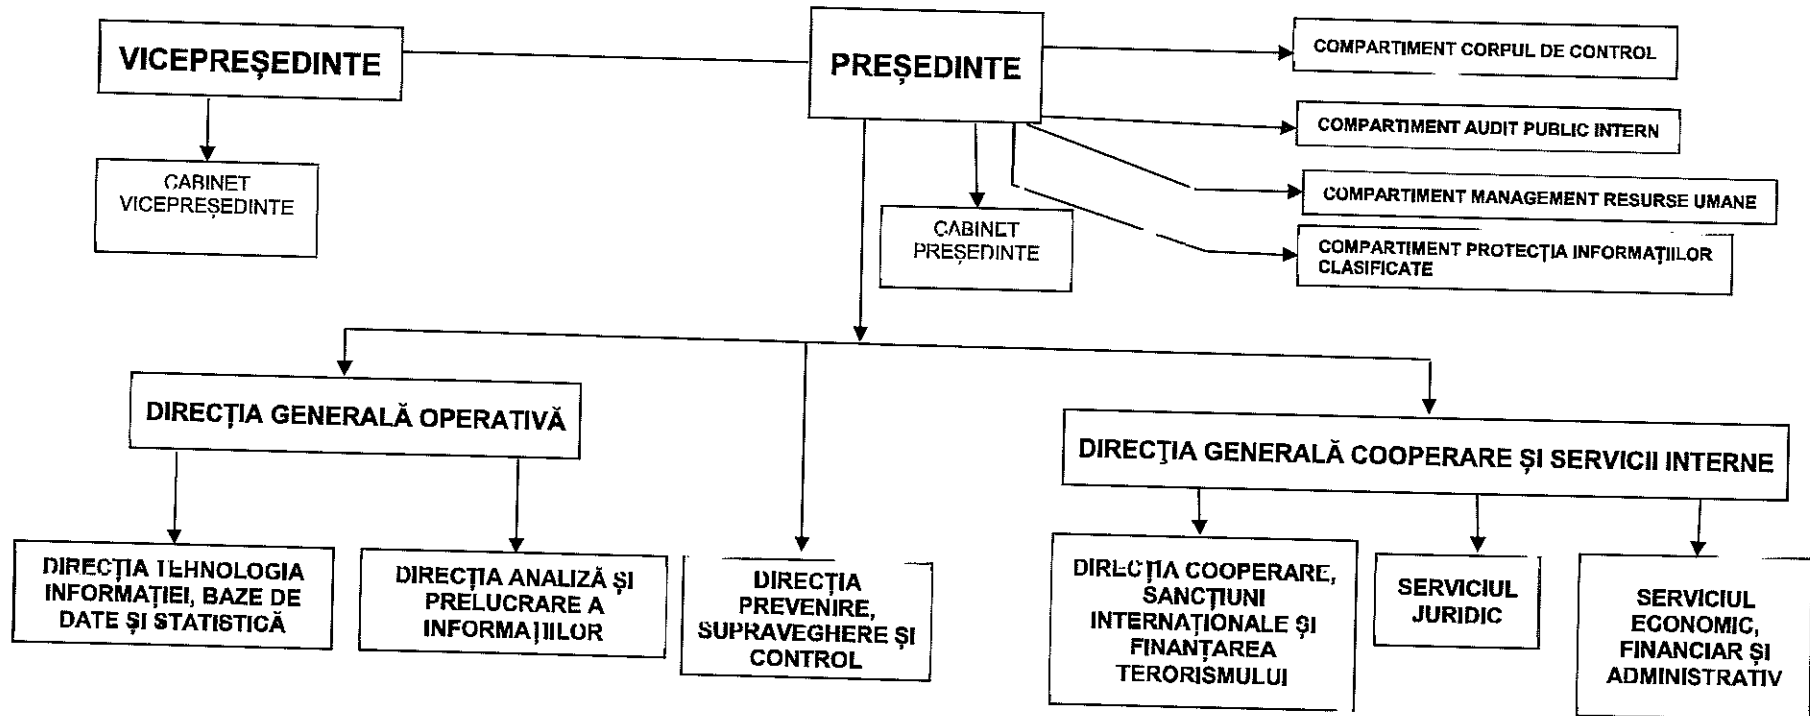 VICEPREȘEDINTE
PREȘEDINTE
COMPARTIMENT CORPUL DE CONTROL
COMPARTIMENT AUDIT PUBLIC INTERN
COMPARTIMENT MANAGEMENT RESURSE UMANE
COMPARTIMENT PROTECȚIA INFORMAȚIILOR
CLASIFICATE
CABINET
VICEPREȘEDINTE
CABINET
PREȘEDINTE
DIRECȚIA GENERALĂ OPERATIVĂ
DIRECȚIA GENERALĂ COOPERARE ȘI SERVICII INTERNE
DIRECȚIA TEHNOLOGIA
INFORMAȚIEI, BAZE DE
DATE ȘI STATISTICĂ
DIRECȚIA ANALIZĂ ȘI
PRELUCRARE A
INFORMAȚIILOR
DIRECȚIA
PREVENIRE,
SUPRAVEGHERE ȘI
CONTROL
DIRECȚIA COOPERARE,
SANCȚIUNI
INTERNAȚIONALE ȘI
FINANȚAREA
TERORISMULUI
SERVICIUL
JURIDIC
SERVICIUL
ECONOMIC,
FINANCIAR ȘI
ADMINISTRATIV